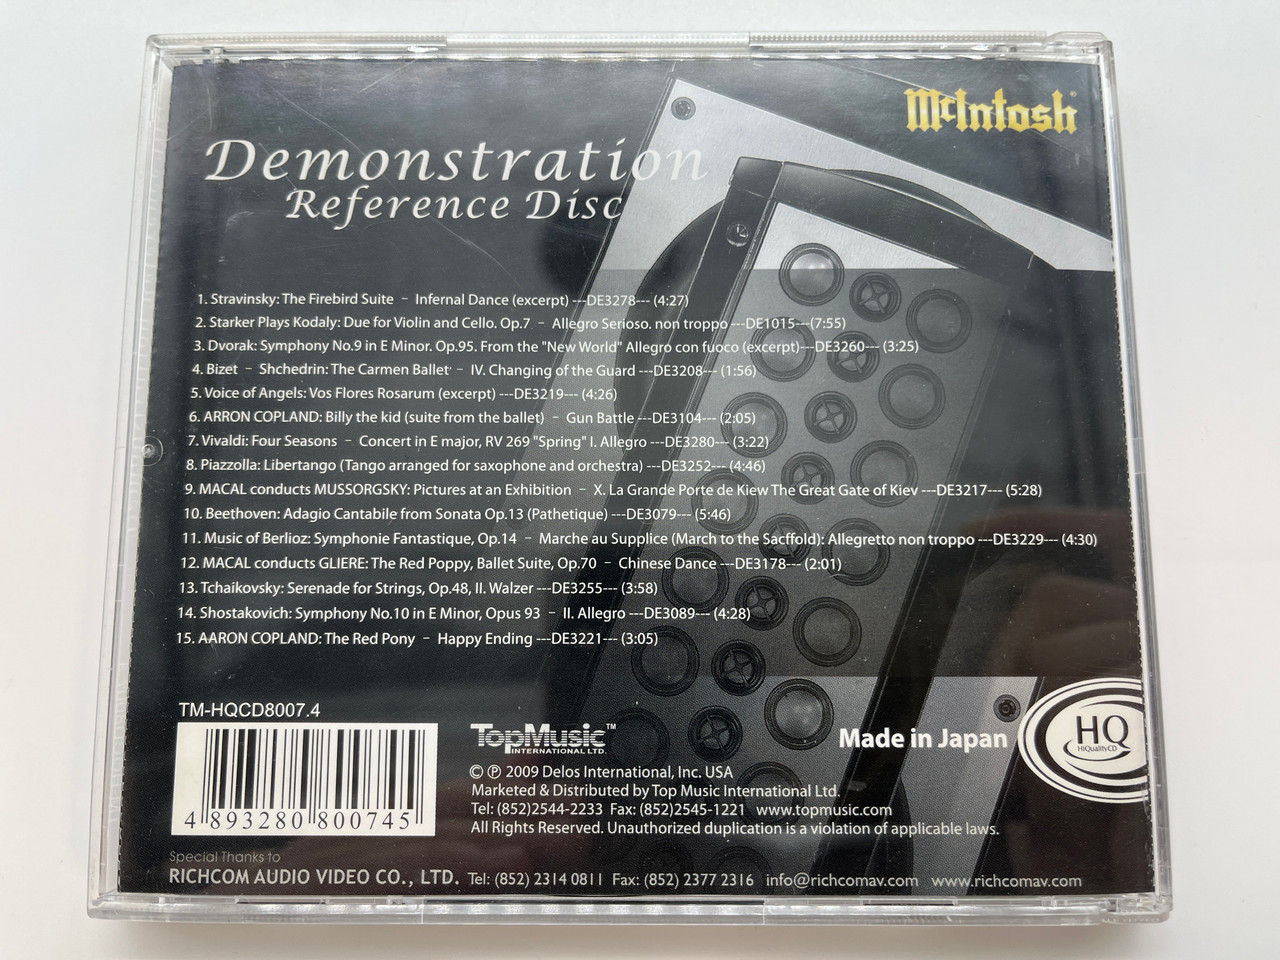 McIntosh
Demonstration
Reference Disc
1. Stravinsky: The Firebird Suite – Infernal Dance (excerpt) ---DE3278--- (4:27)
2. Starker Plays Kodaly: Due for Violin and Cello. Op.7 – Allegro Serioso. non troppo ---DE1015---(7:55)
3. Dvorak: Symphony No.9 in E Minor. Op.95. From the "New World" Allegro con fuoco (excerpt)---DE3260--- (3:25)
4. Bizet – Shchedrin: The Carmen Ballet – IV. Changing of the Guard ---DE3208--- (1:56)
5. Voice of Angels: Vos Flores Rosarum (excerpt) ---DE3219--- (4:26)
6. ARRON COPLAND: Billy the kid (suite from the ballet) – Gun Battle ---DE3104--- (2:05)
7. Vivaldi: Four Seasons – Concert in E major, RV 269 "Spring" I. Allegro ---DE3280--- (3:22)
8. Piazzolla: Libertango (Tango arranged for saxophone and orchestra) ---DE3252--- (4:46)
9. MACAL conducts MUSSORGSKY: Pictures at an Exhibition – X. La Grande Porte de Kiew The Great Gate of Kiev ---DE3217--- (5:28)
10. Beethoven: Adagio Cantabile from Sonata Op.13 (Pathetique) ---DE3079--- (5:46)
11. Music of Berlioz: Symphonie Fantastique, Op.14 – Marche au Supplice (March to the Sacffold): Allegretto non troppo ---DE3229--- (4:30)
12. MACAL conducts GLIERE: The Red Poppy, Ballet Suite, Op.70 – Chinese Dance ---DE3178--- (2:01)
13. Tchaikovsky: Serenade for Strings, Op.48, II. Walzer ---DE3255--- (3:58)
14. Shostakovich: Symphony No.10 in E Minor, Opus 93 – II. Allegro ---DE3089--- (4:28)
15. AARON COPLAND: The Red Pony – Happy Ending ---DE3221--- (3:05)
TM-HQCD8007.4
4 893280 800745
TopMusic™
INTERNATIONAL LTD.
© ℗ 2009 Delos International, Inc. USA
Marketed & Distributed by Top Music International Ltd.
Tel: (852)2544-2233 Fax: (852)2545-1221 www.topmusic.com
All Rights Reserved. Unauthorized duplication is a violation of applicable laws.
Made in Japan
HQ
HiQualityCD
Special Thanks to
RICHCOM AUDIO VIDEO CO., LTD. Tel: (852) 2314 0811 Fax: (852) 2377 2316 info@richcomav.com www.richcomav.com